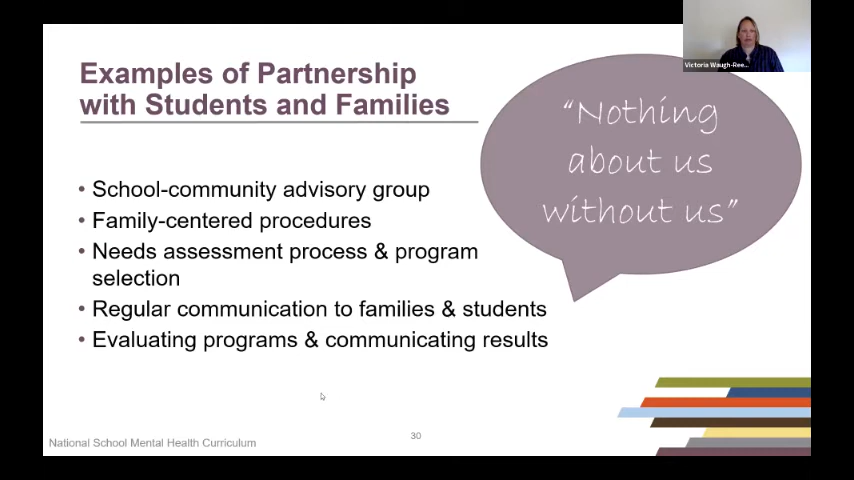 Victoria Waugh-Ree...
Examples of Partnership
with Students and Families
“Nothing
about us
without us”
• School-community advisory group
• Family-centered procedures
• Needs assessment process & program
selection
• Regular communication to families & students
• Evaluating programs & communicating results
National School Mental Health Curriculum
30